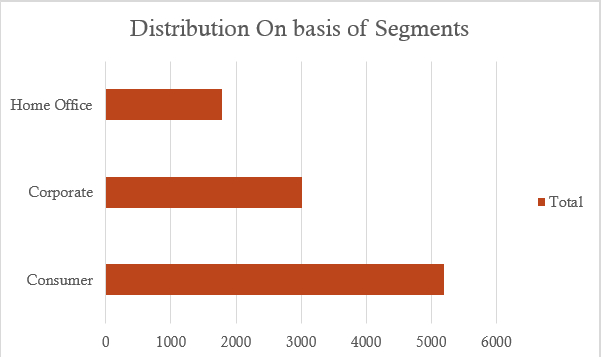 Distribution On basis of Segments
Home Office
Corporate
Total
Consumer
0 1000 2000 3000 4000 5000 6000